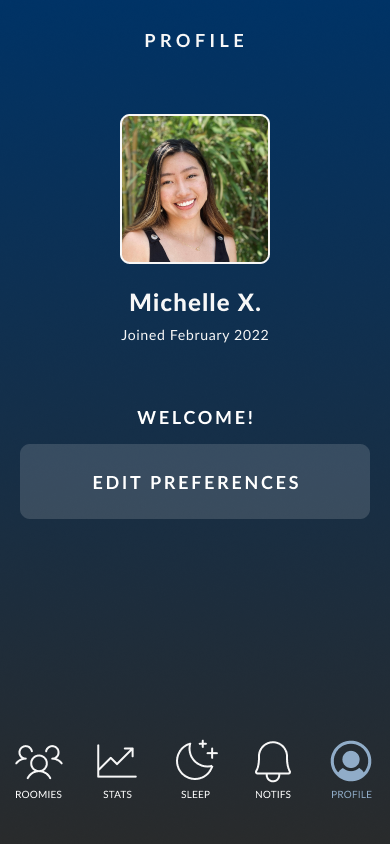 PROFILE
Michelle X.
Joined February 2022
WELCOME!
EDIT PREFERENCES
ROOMIES STATS SLEEP NOTIFS PROFILE